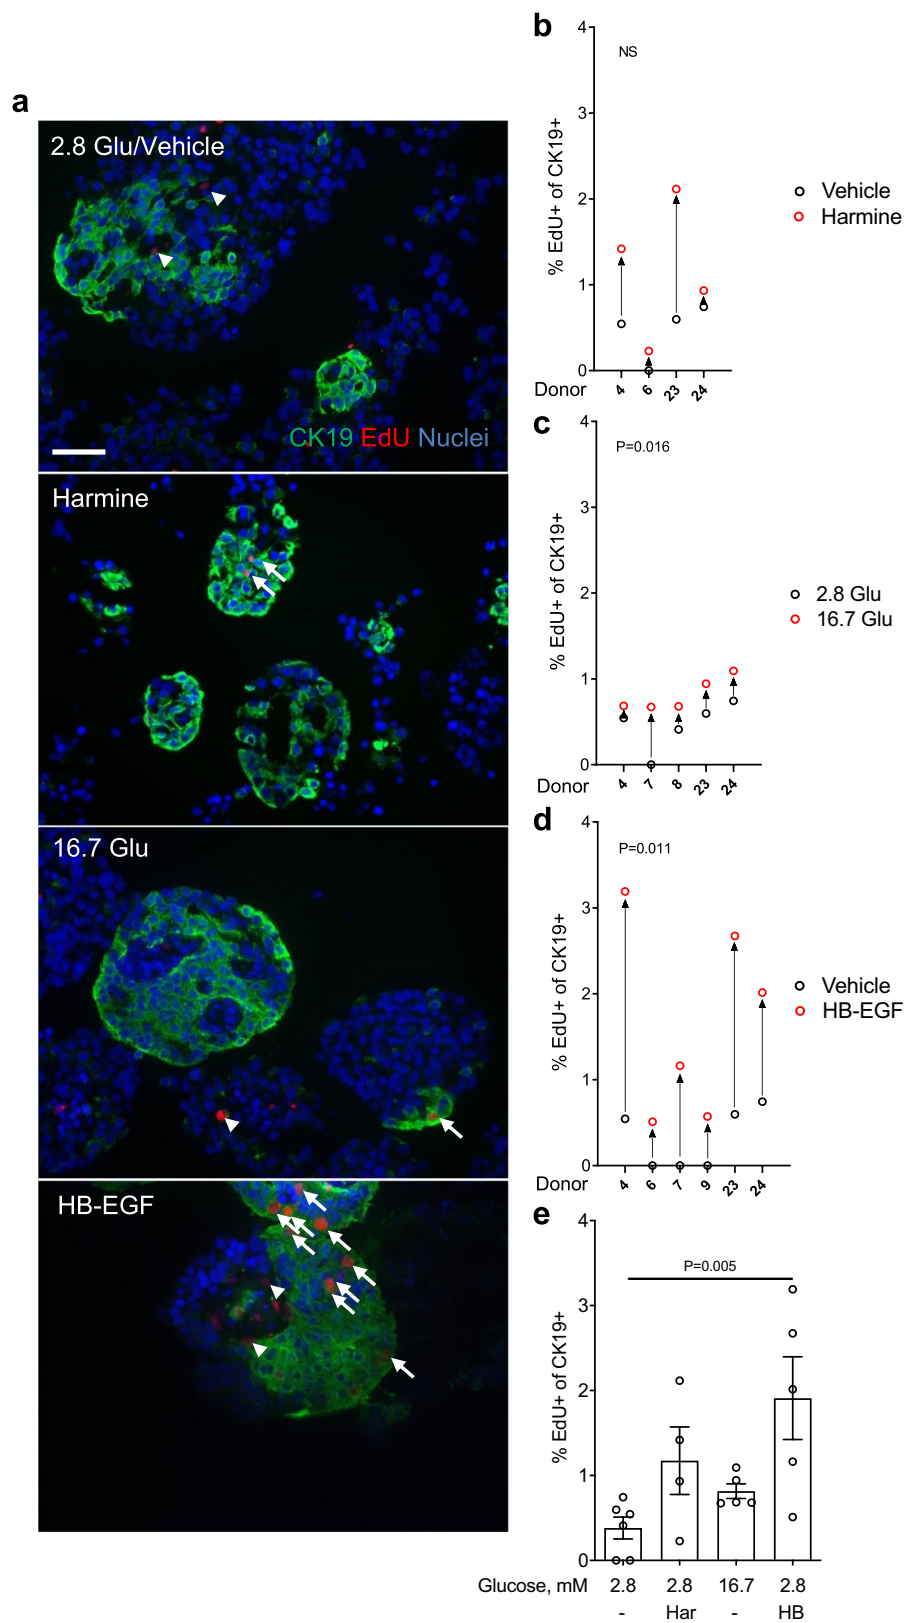 a
2.8 Glu/Vehicle
CK19 EdU Nuclei
Harmine
16.7 Glu
HB-EGF
b
4
3
2
1
0
% EdU+ of CK19+
NS
Vehicle
Harmine
Donor
4 6 23 24
c
4
3
2
1
0
% EdU+ of CK19+
P=0.016
2.8 Glu
16.7 Glu
Donor
4 7 8 23 24
d
4
3
2
1
0
% EdU+ of CK19+
P=0.011
Vehicle
HB-EGF
Donor
4 6 7 9 23 24
e
4
3
2
1
0
% EdU+ of CK19+
P=0.005
Glucose, mM 2.8 2.8 16.7 2.8
- Har - HB